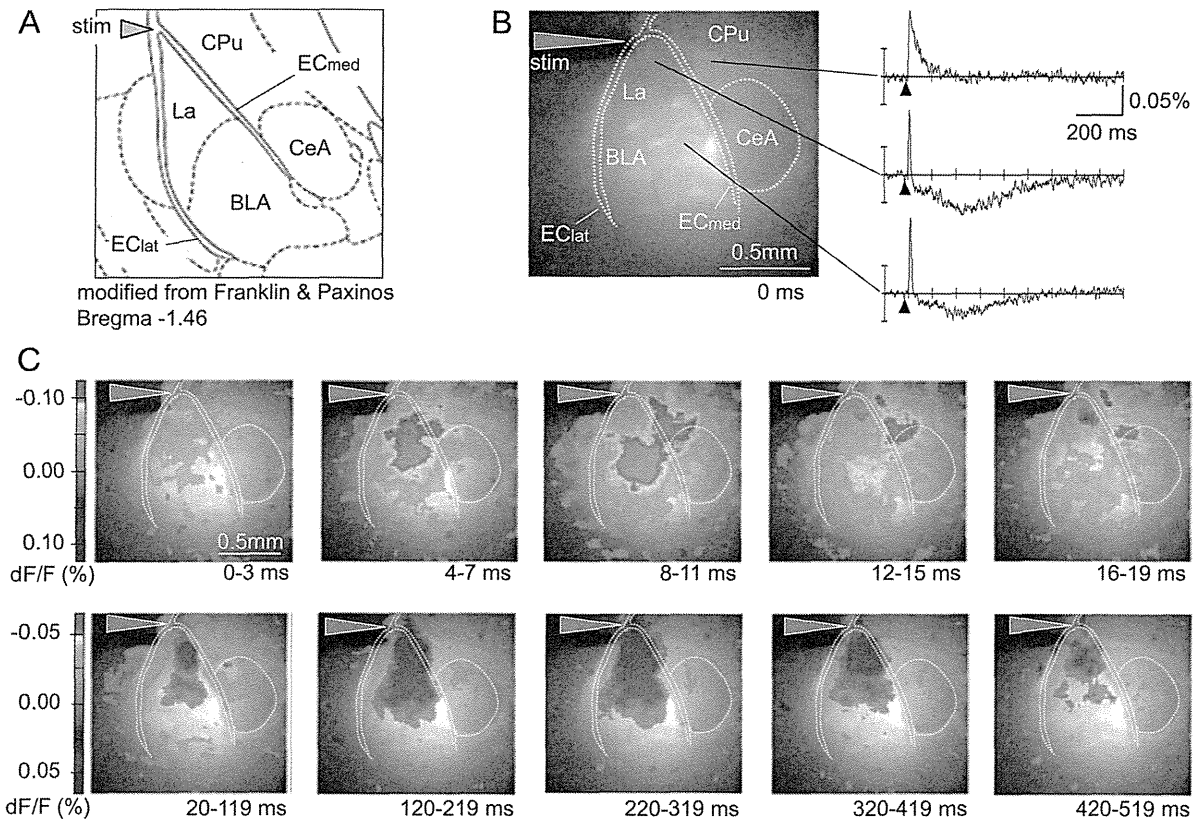 A
stim
CPu
ECmed
La
CeA
BLA
EClat
modified from Franklin & Paxinos
Bregma -1.46
B
stim
CPu
La
CeA
BLA
ECmed
EClat
0.5mm
0 ms
0.05%
200 ms
C
-0.10
0.00
0.10
dF/F (%)
0.5mm
0-3 ms
4-7 ms
8-11 ms
12-15 ms
16-19 ms
-0.05
0.00
0.05
dF/F (%)
20-119 ms
120-219 ms
220-319 ms
320-419 ms
420-519 ms